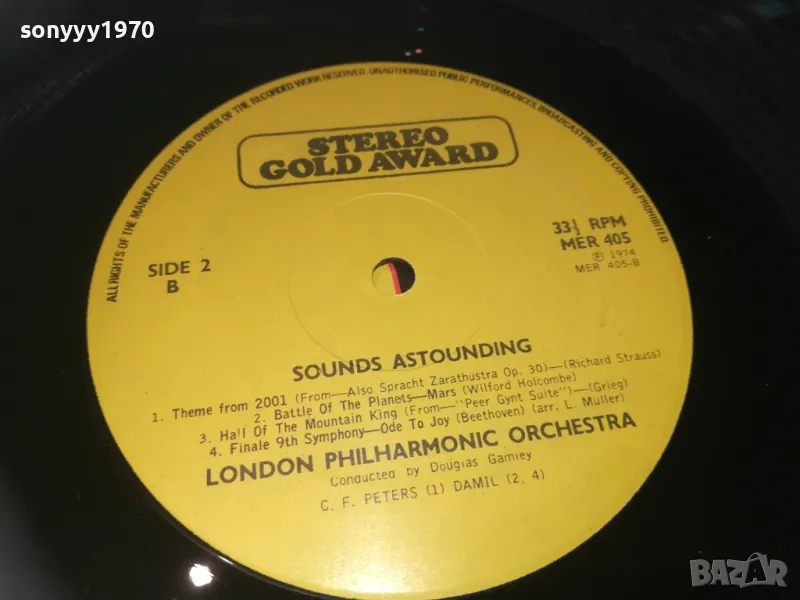 sonyyy1970
ALL RIGHTS OF THE MANUFACTURERS AND OWNER OF THE RECORDED WORK RESERVED. UNAUTHORISED PUBLIC PERFORMANCES, BROADCASTING AND COPYING PROHIBITED.
STEREO
GOLD AWARD
SIDE 2
B
33⅓ RPM
MER 405
℗ 1974
MER 405-B
SOUNDS ASTOUNDING
1. Theme from 2001 (From—Also Spracht Zarathustra Op. 30)—(Richard Strauss)
2. Battle Of The Planets—Mars (Wilford Holcombe)
3. Hall Of The Mountain King (From—"Peer Gynt Suite")—(Grieg)
4. Finale 9th Symphony—Ode To Joy (Beethoven) (arr. L. Muller)
LONDON PHILHARMONIC ORCHESTRA
Conducted by Douglas Gamley
C. F. PETERS (1) DAMIL (2, 4)
BAZAR